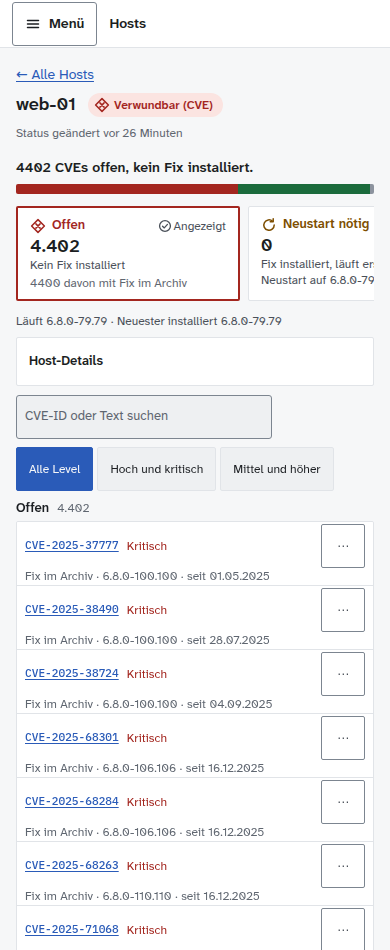 Menü Hosts
← Alle Hosts
web-01 Verwundbar (CVE)
Status geändert vor 26 Minuten
4402 CVEs offen, kein Fix installiert.
Offen Angezeigt
4.402
Kein Fix installiert
4400 davon mit Fix im Archiv
Neustart nötig
0
Fix installiert, läuft
Neustart auf 6.8.0-79.79
Läuft 6.8.0-79.79 · Neuester installiert 6.8.0-79.79
Host-Details
CVE-ID oder Text suchen
Alle Level Hoch und kritisch Mittel und höher
Offen 4.402
CVE-2025-37777 Kritisch ...
Fix im Archiv · 6.8.0-100.100 · seit 01.05.2025
CVE-2025-38490 Kritisch ...
Fix im Archiv · 6.8.0-100.100 · seit 28.07.2025
CVE-2025-38724 Kritisch ...
Fix im Archiv · 6.8.0-100.100 · seit 04.09.2025
CVE-2025-68301 Kritisch ...
Fix im Archiv · 6.8.0-106.106 · seit 16.12.2025
CVE-2025-68284 Kritisch ...
Fix im Archiv · 6.8.0-106.106 · seit 16.12.2025
CVE-2025-68263 Kritisch ...
Fix im Archiv · 6.8.0-110.110 · seit 16.12.2025
CVE-2025-71068 Kritisch ...